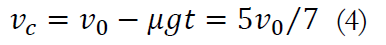 v_c = v_0 − μgt = 5v_0/7 (4)